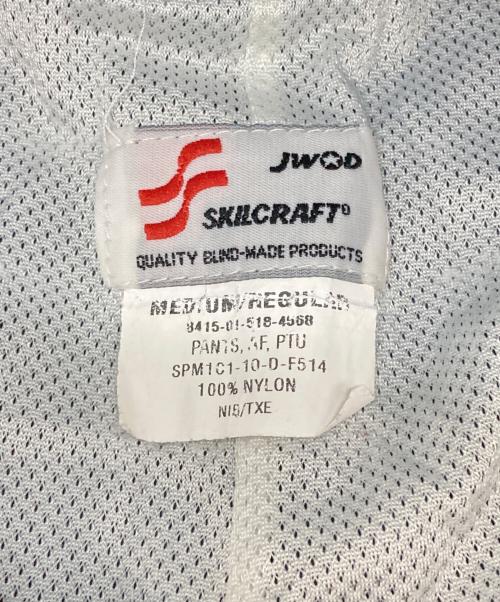 JWOD
SKILCRAFT®
QUALITY BLIND-MADE PRODUCTS
MEDIUM/REGULAR
8415-01-518-4568
PANTS, AF, PTU
SPM1C1-10-D-F514
100% NYLON
NIB/TXE